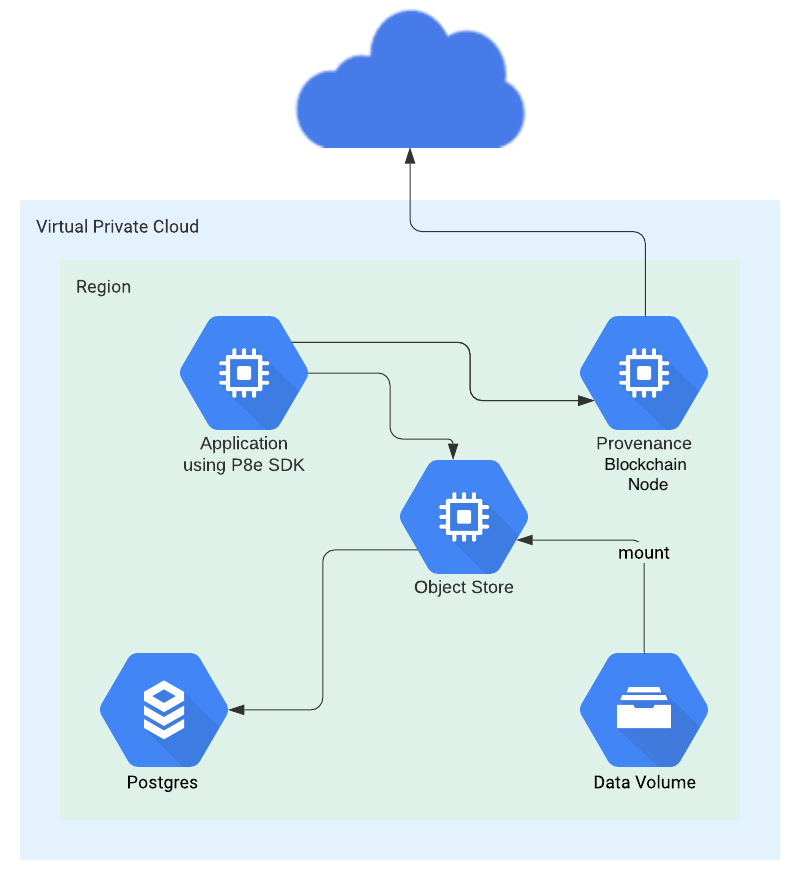 Virtual Private Cloud
Region
Application
using P8e SDK
Provenance
Blockchain
Node
Object Store
mount
Postgres
Data Volume